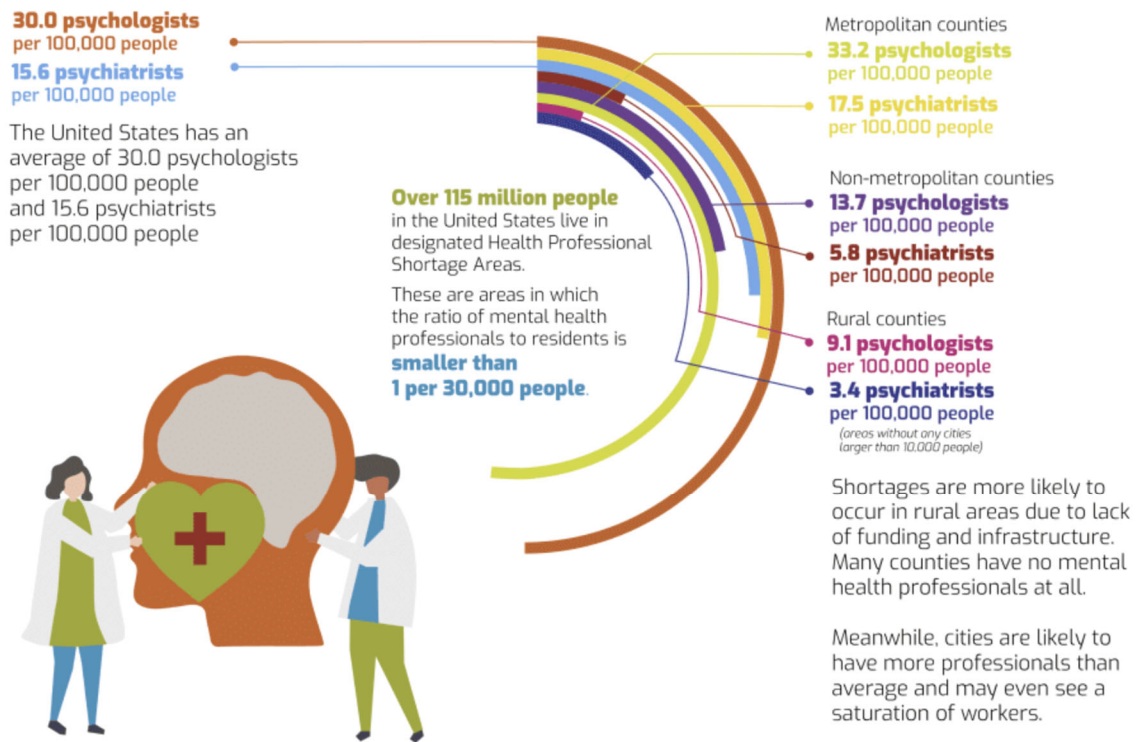 30.0 psychologists
per 100,000 people
15.6 psychiatrists
per 100,000 people
The United States has an
average of 30.0 psychologists
per 100,000 people
and 15.6 psychiatrists
per 100,000 people
Over 115 million people
in the United States live in
designated Health Professional
Shortage Areas.
These are areas in which
the ratio of mental health
professionals to residents is
smaller than
1 per 30,000 people.
Metropolitan counties
33.2 psychologists
per 100,000 people
17.5 psychiatrists
per 100,000 people
Non-metropolitan counties
13.7 psychologists
per 100,000 people
5.8 psychiatrists
per 100,000 people
Rural counties
9.1 psychologists
per 100,000 people
3.4 psychiatrists
per 100,000 people
(areas without any cities
larger than 10,000 people)
Shortages are more likely to
occur in rural areas due to lack
of funding and infrastructure.
Many counties have no mental
health professionals at all.
Meanwhile, cities are likely to
have more professionals than
average and may even see a
saturation of workers.